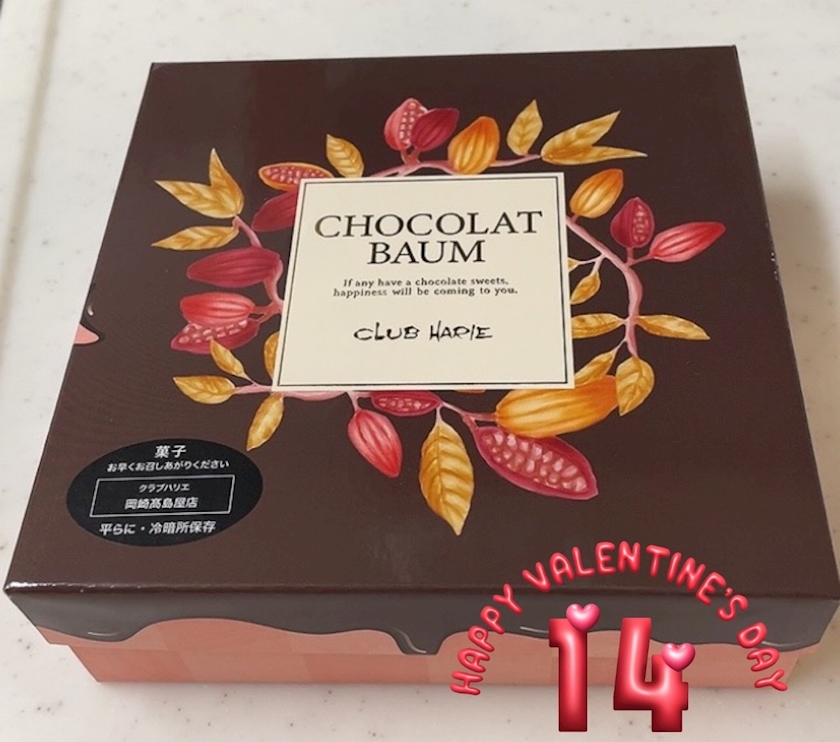 CHOCOLAT
BAUM
If any have a chocolate sweets,
happiness will be coming to you.
CLUB HARIE
菓子
お早くお召しあがりください
クラブハリエ
岡崎髙島屋店
平らに・冷暗所保存
HAPPY VALENTINE'S DAY
14